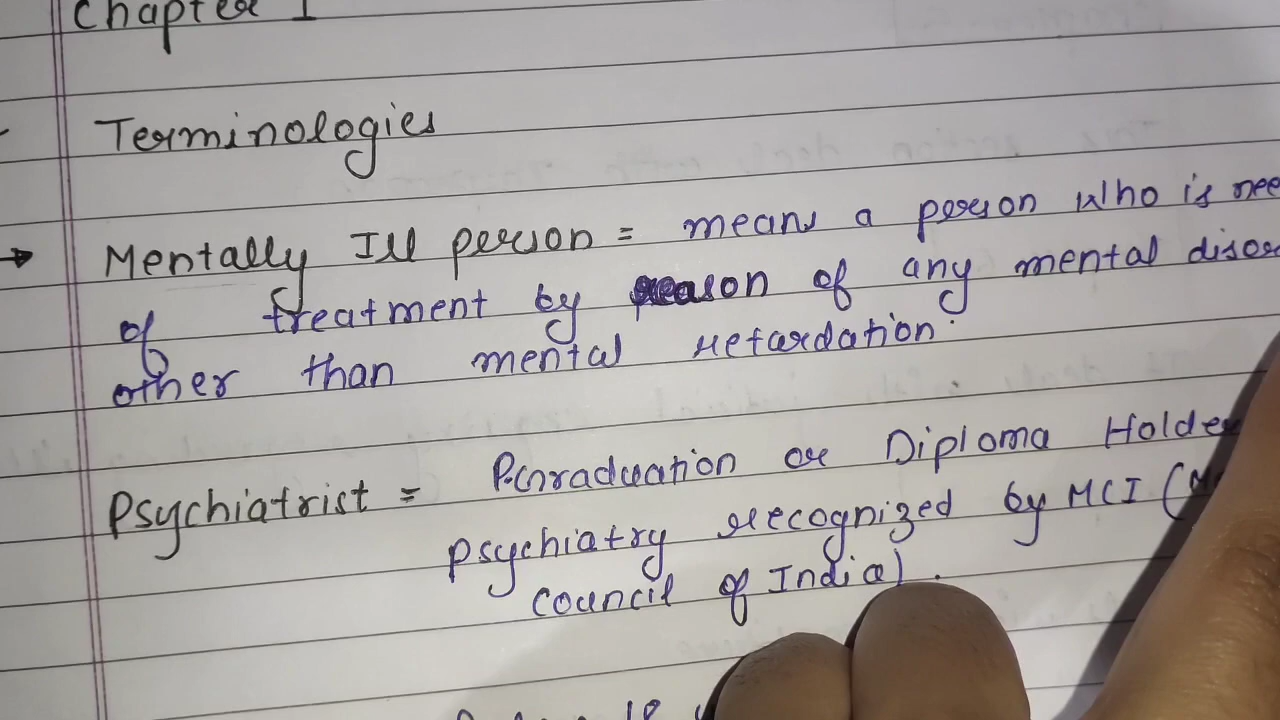 Chapter I
Terminologies
→ Mentally Ill person = means a person who is
of treatment by reason of any mental
other than mental retardation.
Psychiatrist = P.Graduation or Diploma Holder
psychiatry recognized by MCI (
council of India).